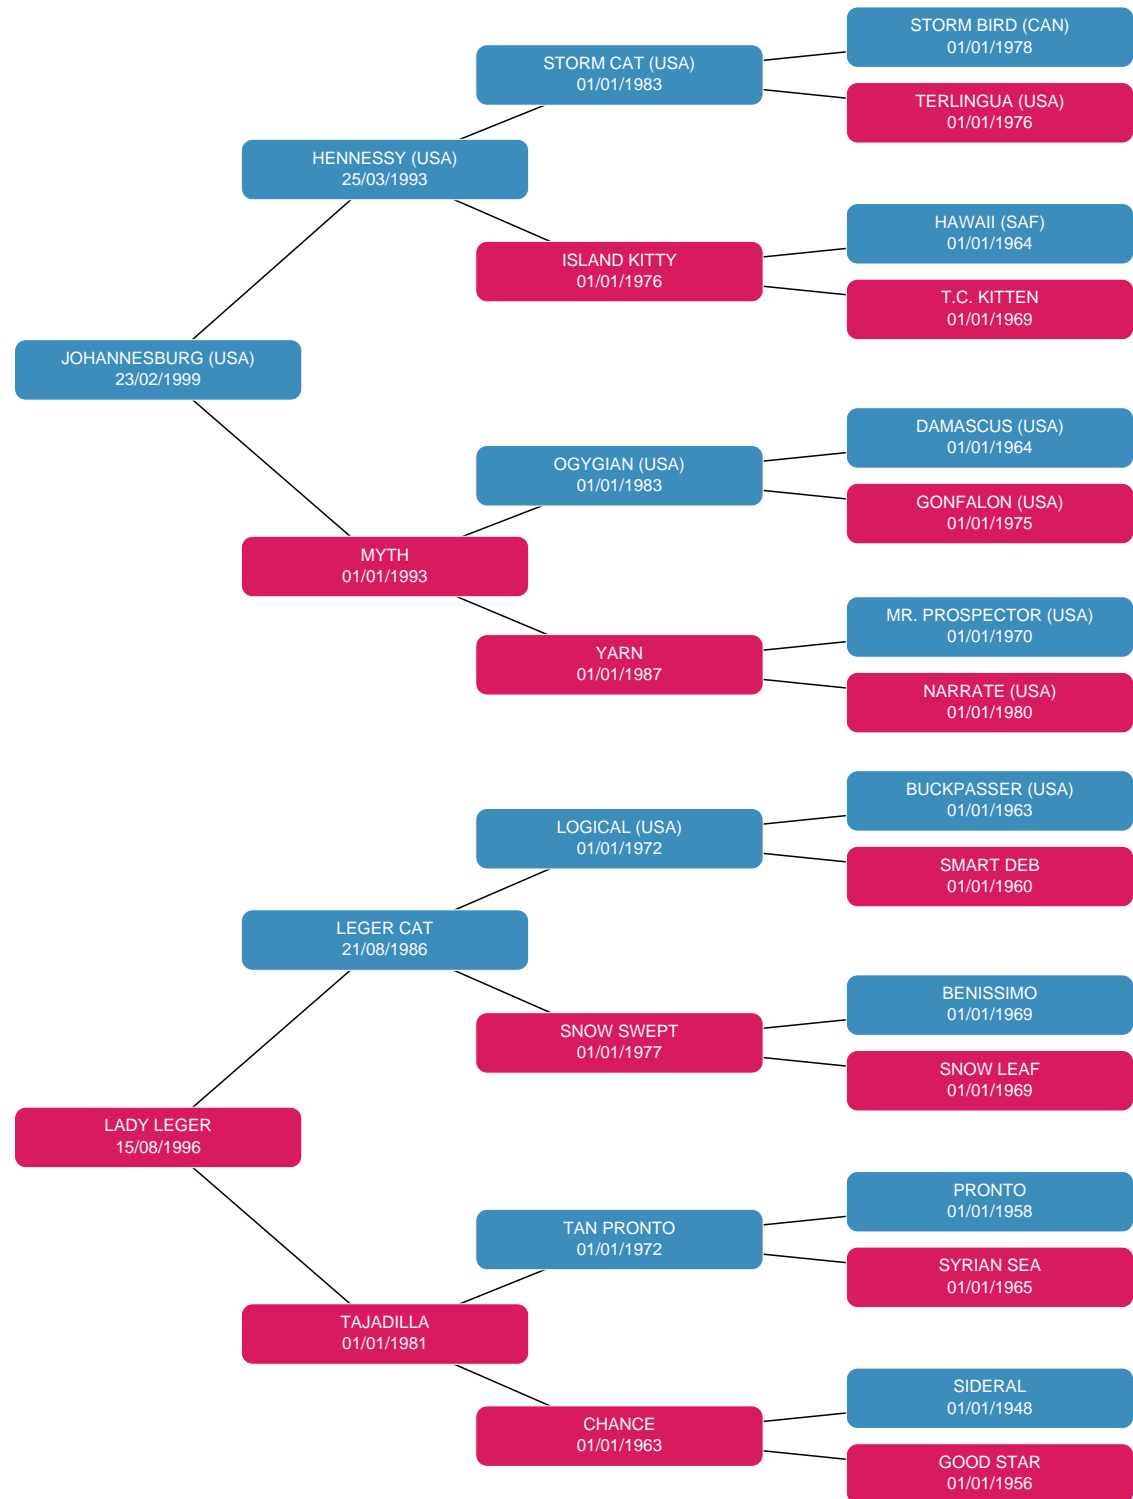 STORM BIRD (CAN)
01/01/1978
STORM CAT (USA)
01/01/1983
TERLINGUA (USA)
01/01/1976
HENNESSY (USA)
25/03/1993
HAWAII (SAF)
01/01/1964
ISLAND KITTY
01/01/1976
T.C. KITTEN
01/01/1969
JOHANNESBURG (USA)
23/02/1999
DAMASCUS (USA)
01/01/1964
OGYGIAN (USA)
01/01/1983
GONFALON (USA)
01/01/1975
MYTH
01/01/1993
MR. PROSPECTOR (USA)
01/01/1970
YARN
01/01/1987
NARRATE (USA)
01/01/1980
BUCKPASSER (USA)
01/01/1963
LOGICAL (USA)
01/01/1972
SMART DEB
01/01/1960
LEGER CAT
21/08/1986
BENISSIMO
01/01/1969
SNOW SWEPT
01/01/1977
SNOW LEAF
01/01/1969
LADY LEGER
15/08/1996
PRONTO
01/01/1958
TAN PRONTO
01/01/1972
SYRIAN SEA
01/01/1965
TAJADILLA
01/01/1981
SIDERAL
01/01/1948
CHANCE
01/01/1963
GOOD STAR
01/01/1956